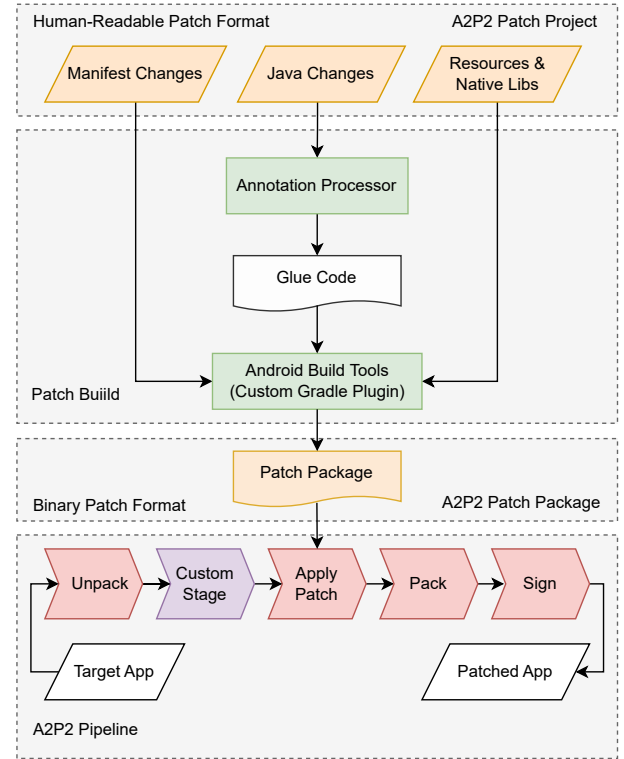 Human-Readable Patch Format
A2P2 Patch Project
Manifest Changes
Java Changes
Resources &
Native Libs
Annotation Processor
Glue Code
Android Build Tools
(Custom Gradle Plugin)
Patch Buiild
Patch Package
Binary Patch Format
A2P2 Patch Package
Unpack
Custom
Stage
Apply
Patch
Pack
Sign
Target App
Patched App
A2P2 Pipeline